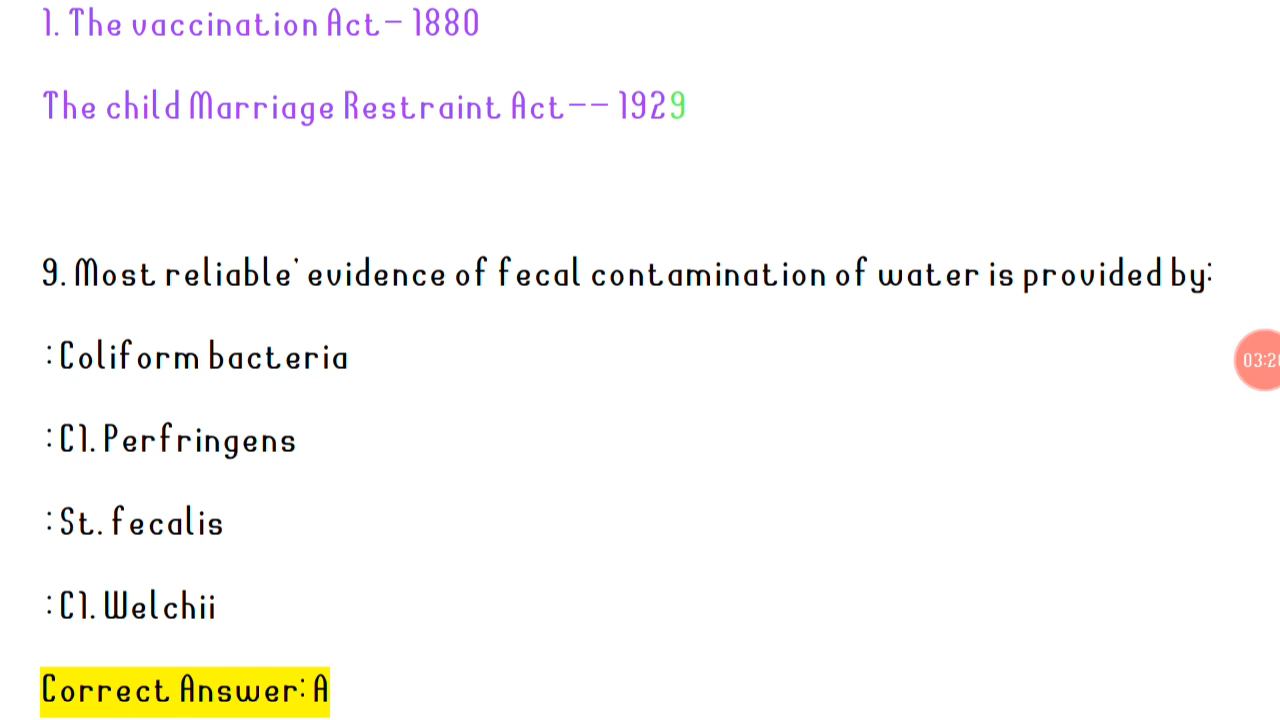 1. The vaccination Act- 1880
The child Marriage Restraint Act-- 1929
9. Most reliable' evidence of fecal contamination of water is provided by:
:Coliform bacteria
:Cl. Perfringens
:St. fecalis
:Cl. Welchii
Correct Answer: A